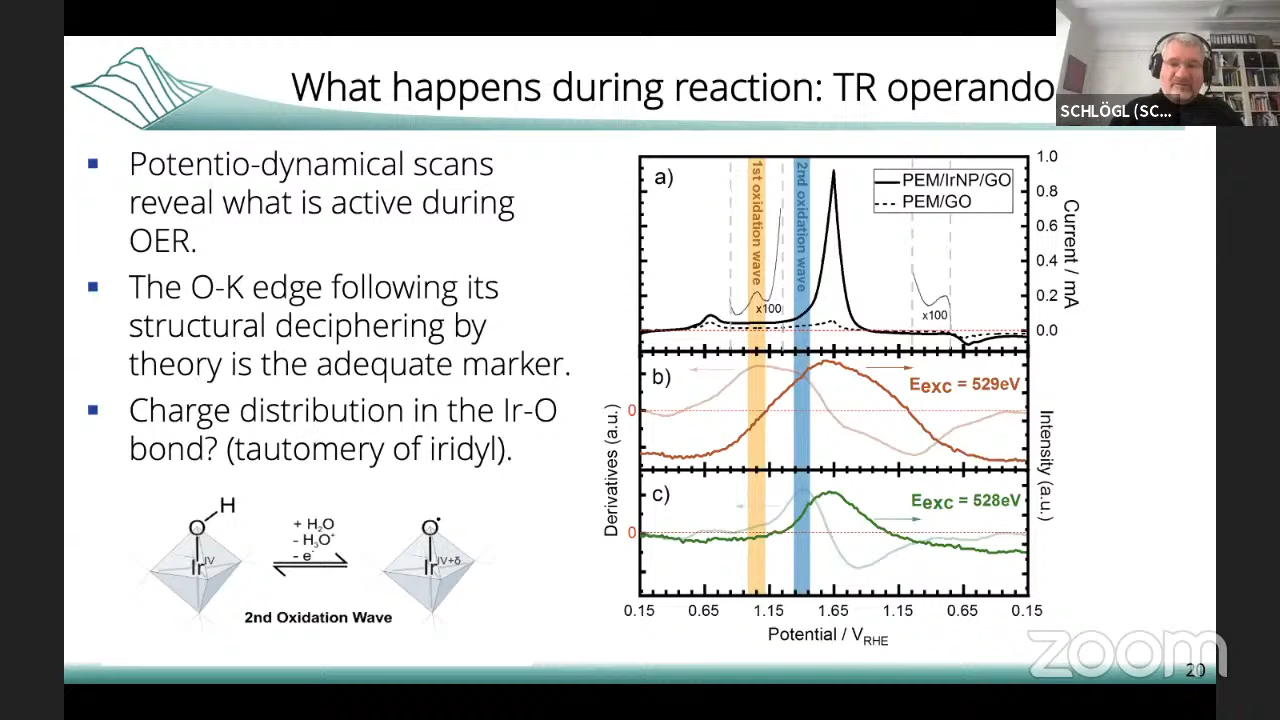 What happens during reaction: TR operando
SCHLÖGL (SC...
▪ Potentio-dynamical scans
reveal what is active during
OER.
▪ The O-K edge following its
structural deciphering by
theory is the adequate marker.
▪ Charge distribution in the Ir-O
bond? (tautomery of iridyl).
H
O
Ir^IV
+ H₂O
- H₃O⁺
- e⁻
O•
Ir^IV+δ
2nd Oxidation Wave
a)
1st oxidation wave
2nd oxidation wave
PEM/IrNP/GO
PEM/GO
x100
x100
1.0
0.8
0.6
0.4
0.2
0.0
Current / mA
b)
E_exc = 529eV
0
c)
E_exc = 528eV
0
Derivatives (a.u.)
Intensity (a.u.)
0.15 0.65 1.15 1.65 1.15 0.65 0.15
Potential / V_RHE
zoom
20